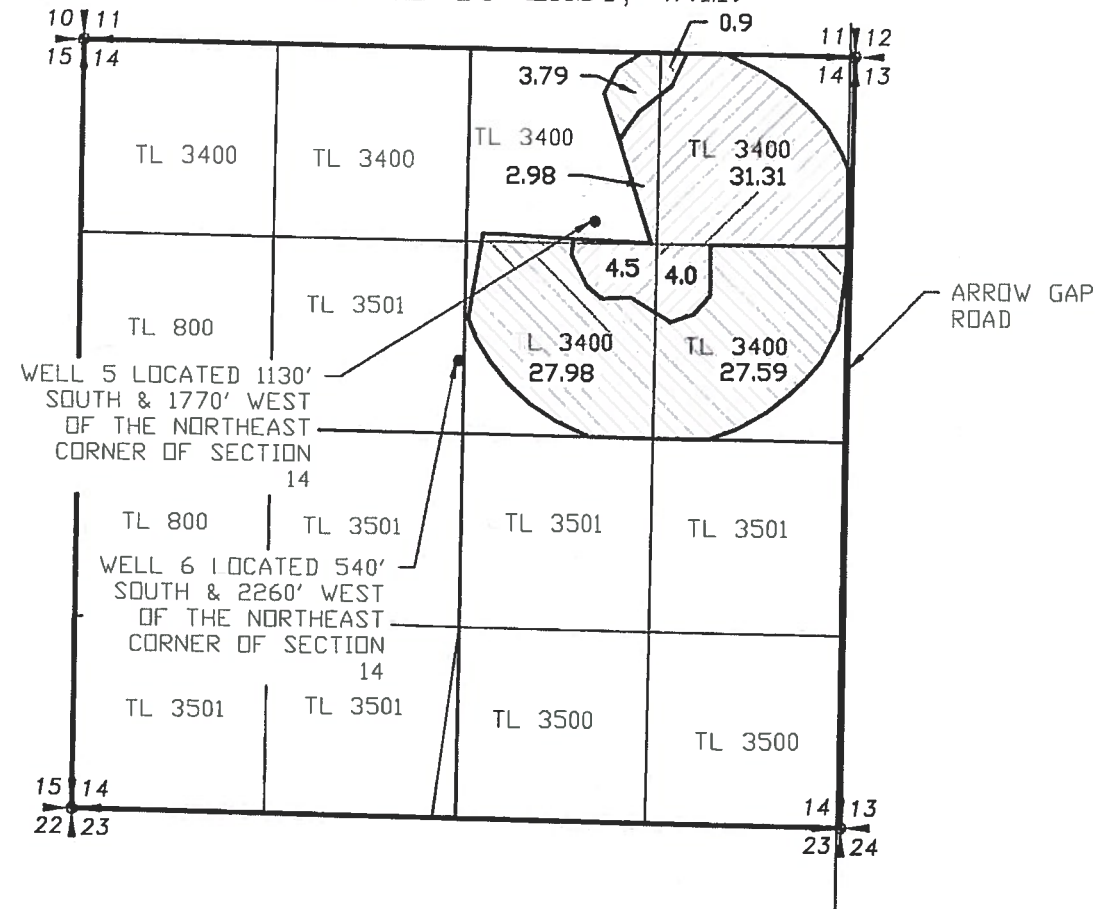 0.9
10 11
15 14
11 12
14 13
3.79
TL 3400
TL 3400
TL 3400
2.98
TL 3400
31.31
TL 800
TL 3501
4.5
4.0
L 3400
27.98
TL 3400
27.59
ARROW GAP
ROAD
WELL 5 LOCATED 1130'
SOUTH & 1770' WEST
OF THE NORTHEAST
CORNER OF SECTION
14
TL 800
TL 3501
TL 3501
TL 3501
WELL 6 LOCATED 540'
SOUTH & 2260' WEST
OF THE NORTHEAST
CORNER OF SECTION
14
TL 3501
TL 3501
TL 3500
TL 3500
15 14
22 23
14 13
23 24